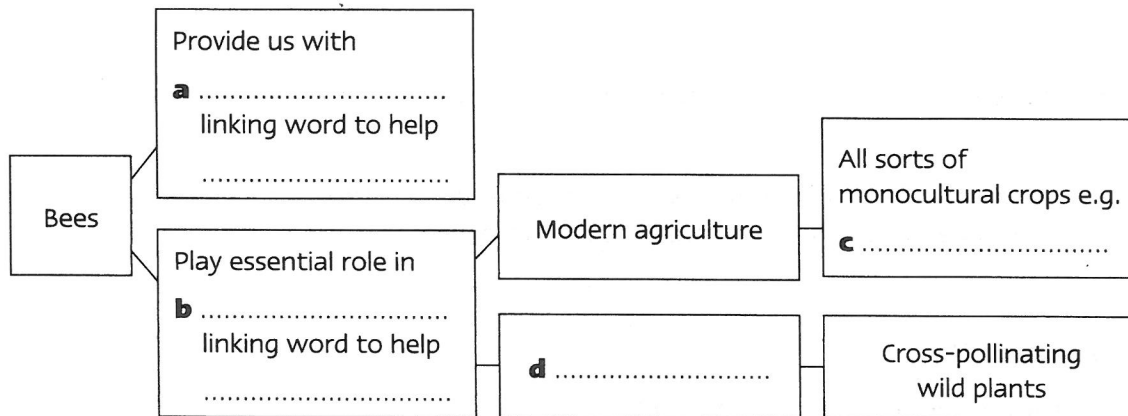 Bees
Provide us with
a ..............................
linking word to help
..............................
Play essential role in
b ..............................
linking word to help
..............................
Modern agriculture
All sorts of
monocultural crops e.g.
c ..............................
d ..........................
Cross-pollinating
wild plants